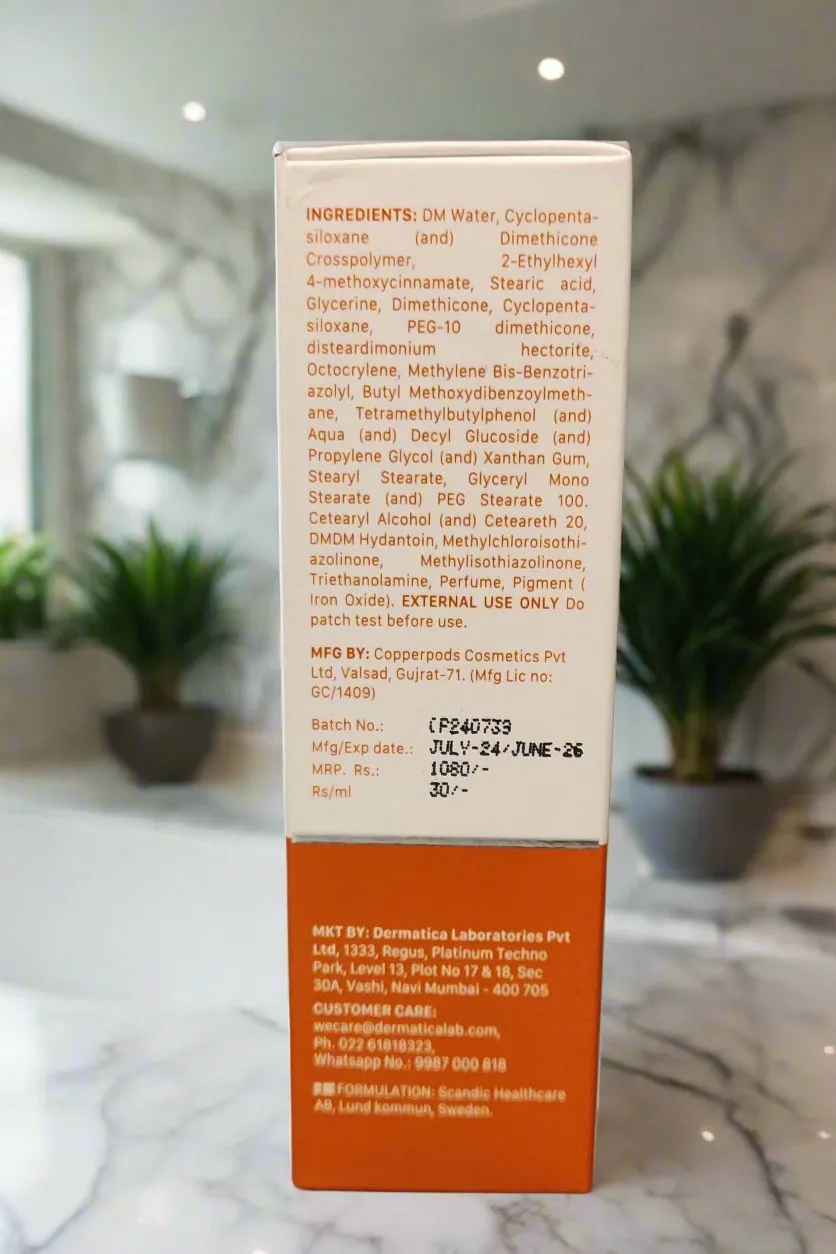 INGREDIENTS: DM Water, Cyclopenta-
siloxane (and) Dimethicone
Crosspolymer, 2-Ethylhexyl
4-methoxycinnamate, Stearic acid,
Glycerine, Dimethicone, Cyclopenta-
siloxane, PEG-10 dimethicone,
disteardimonium hectorite,
Octocrylene, Methylene Bis-Benzotri-
azolyl, Butyl Methoxydibenzoylmeth-
ane, Tetramethylbutylphenol (and)
Aqua (and) Decyl Glucoside (and)
Propylene Glycol (and) Xanthan Gum,
Stearyl Stearate, Glyceryl Mono
Stearate (and) PEG Stearate 100.
Cetearyl Alcohol (and) Ceteareth 20,
DMDM Hydantoin, Methylchloroisothi-
azolinone, Methylisothiazolinone,
Triethanolamine, Perfume, Pigment (
Iron Oxide). EXTERNAL USE ONLY Do
patch test before use.
MFG BY: Copperpods Cosmetics Pvt
Ltd, Valsad, Gujrat-71. (Mfg Lic no:
GC/1409)
Batch No.: CP240739
Mfg/Exp date.: JULY-24/JUNE-26
MRP. Rs.: 1080/-
Rs/ml 30/-
MKT BY: Dermatica Laboratories Pvt
Ltd, 1333, Regus, Platinum Techno
Park, Level 13, Plot No 17 & 18, Sec
30A, Vashi, Navi Mumbai - 400 705
CUSTOMER CARE:
wecare@dermaticalab.com,
Ph. 022 61818323,
Whatsapp No.: 9987 000 818
FORMULATION: Scandic Healthcare
AB, Lund kommun, Sweden.